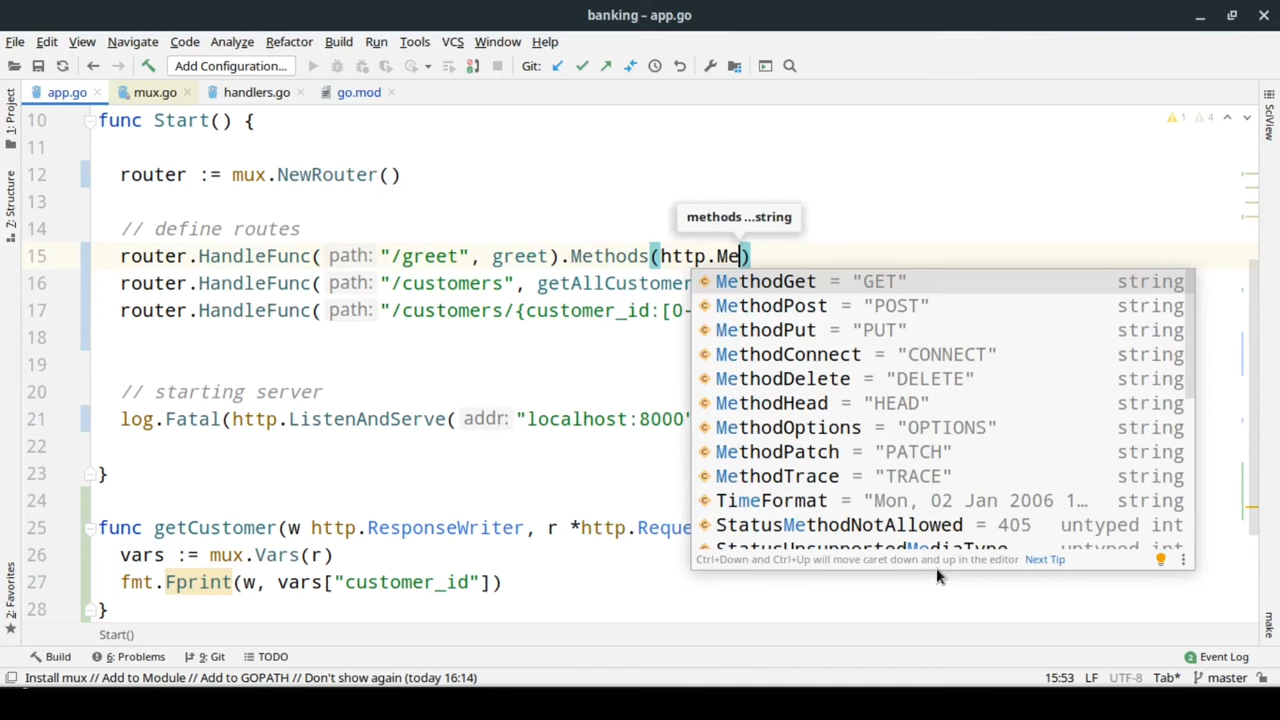 banking – app.go
File Edit View Navigate Code Analyze Refactor Build Run Tools VCS Window Help
Add Configuration... Git:
app.go mux.go handlers.go go.mod
1: Project
Z: Structure
2: Favorites
SciView
make
1 4
10 func Start() {
11
12 router := mux.NewRouter()
13
methods ...string
14 // define routes
15 router.HandleFunc( path: "/greet", greet).Methods(http.Me)
16 router.HandleFunc( path: "/customers", getAllCustomer
17 router.HandleFunc( path: "/customers/{customer_id:[0-
18
19
20 // starting server
21 log.Fatal(http.ListenAndServe( addr: "localhost:8000"
22
23 }
24
25 func getCustomer(w http.ResponseWriter, r *http.Reque
26 vars := mux.Vars(r)
27 fmt.Fprint(w, vars["customer_id"])
28 }
MethodGet = "GET" string
MethodPost = "POST" string
MethodPut = "PUT" string
MethodConnect = "CONNECT" string
MethodDelete = "DELETE" string
MethodHead = "HEAD" string
MethodOptions = "OPTIONS" string
MethodPatch = "PATCH" string
MethodTrace = "TRACE" string
TimeFormat = "Mon, 02 Jan 2006 1… string
StatusMethodNotAllowed = 405 untyped int
StatusUnsupportedMediaType untyped int
Ctrl+Down and Ctrl+Up will move caret down and up in the editor Next Tip
Start()
Build 6: Problems 9: Git TODO 2 Event Log
Install mux // Add to Module // Add to GOPATH // Don't show again (today 16:14) 15:53 LF UTF-8 Tab* master